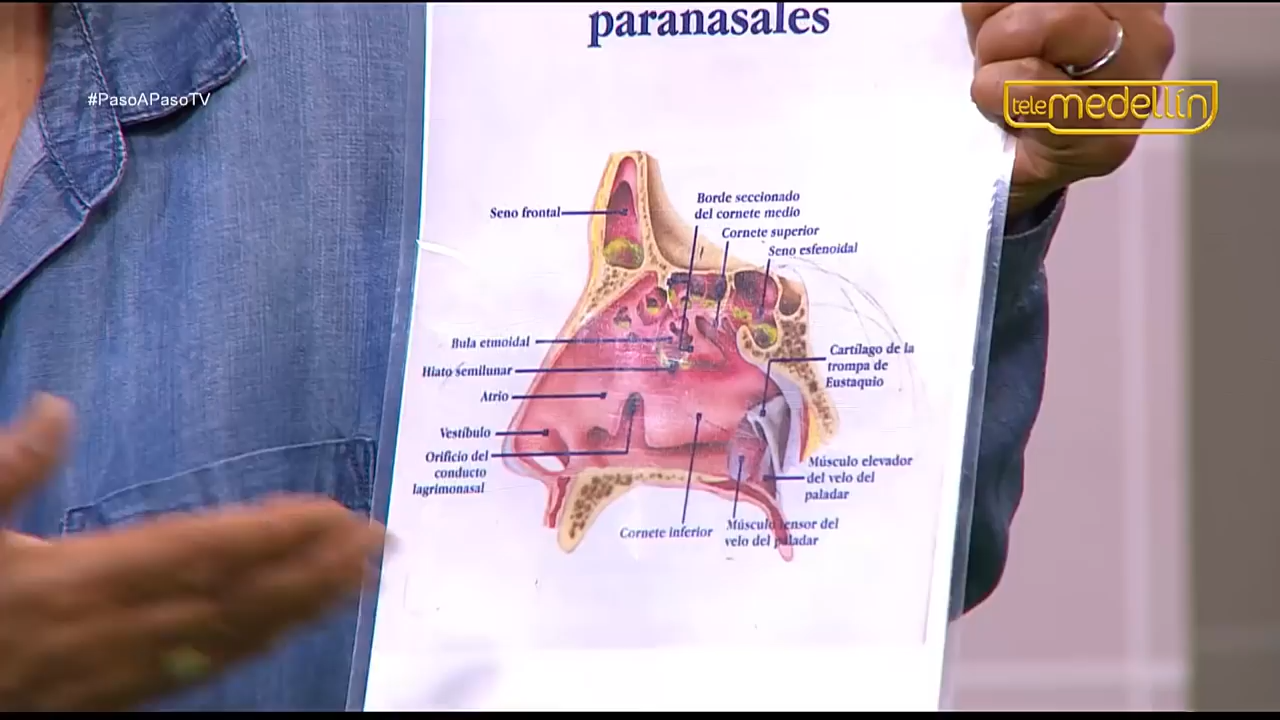 paranasales
#PasoAPasoTV
telemedellín
Borde seccionado
del cornete medio
Seno frontal
Cornete superior
Seno esfenoidal
Bula etmoidal
Hiato semilunar
Cartílago de la
trompa de
Eustaquio
Atrio
Vestíbulo
Orificio del
conducto
lagrimonasal
Músculo elevador
del velo del
paladar
Cornete inferior
Músculo tensor del
velo del paladar